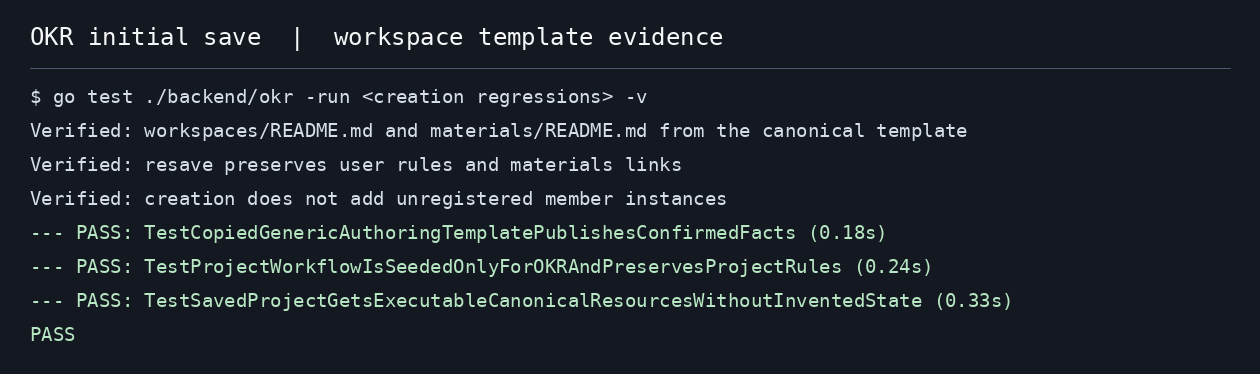 OKR initial save  |  workspace template evidence
$ go test ./backend/okr -run <creation regressions> -v
Verified: workspaces/README.md and materials/README.md from the canonical template
Verified: resave preserves user rules and materials links
Verified: creation does not add unregistered member instances
--- PASS: TestCopiedGenericAuthoringTemplatePublishesConfirmedFacts (0.18s)
--- PASS: TestProjectWorkflowIsSeededOnlyForOKRAndPreservesProjectRules (0.24s)
--- PASS: TestSavedProjectGetsExecutableCanonicalResourcesWithoutInventedState (0.33s)
PASS